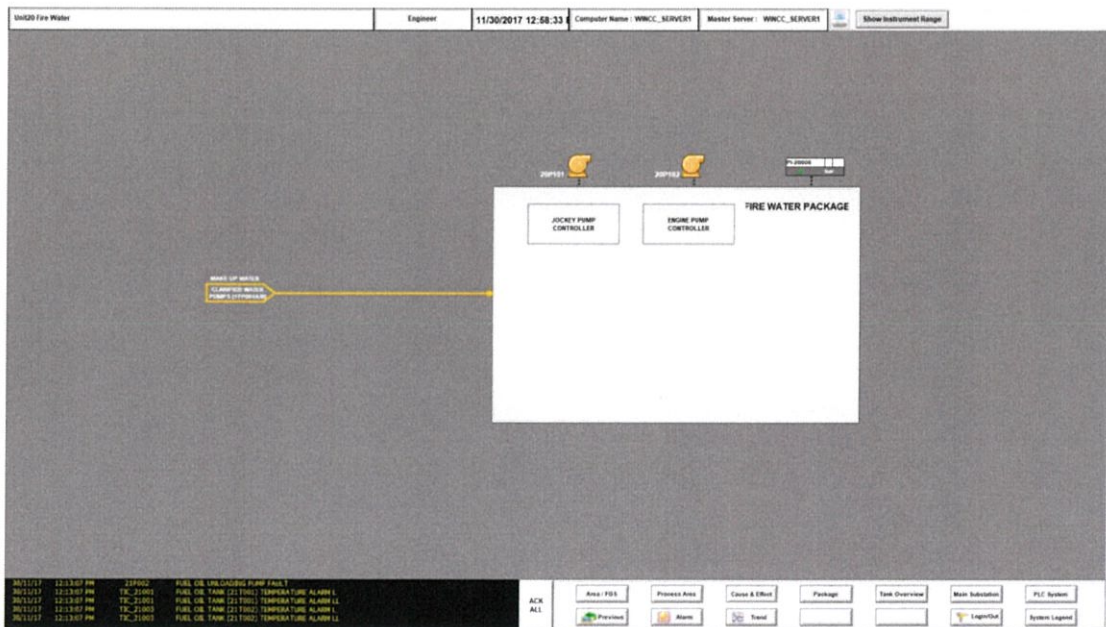 Unit20 Fire Water
Engineer
11/30/2017 12:58:33
Computer Name : WINCC_SERVER1
Master Server : WINCC_SERVER1
Show Instrument Range
20P101
20P102
bar
JOCKEY PUMP
CONTROLLER
ENGINE PUMP
CONTROLLER
FIRE WATER PACKAGE
MAKE UP WATER
CLARIFIED WATER
30/11/17 12:13:07 PM 21P002 FUEL OIL UNLOADING PUMP FAULT
30/11/17 12:13:07 PM TIC_21001 FUEL OIL TANK (21T001) TEMPERATURE ALARM L
30/11/17 12:13:07 PM TIC_21001 FUEL OIL TANK (21T001) TEMPERATURE ALARM LL
30/11/17 12:13:07 PM TIC_21003 FUEL OIL TANK (21T002) TEMPERATURE ALARM L
30/11/17 12:13:07 PM TIC_21003 FUEL OIL TANK (21T002) TEMPERATURE ALARM LL
ACK
ALL
Area / FGS
Process Area
Cause & Effect
Package
Tank Overview
Main Substation
PLC System
Previous
Alarm
Trend
Login/Out
System Legend